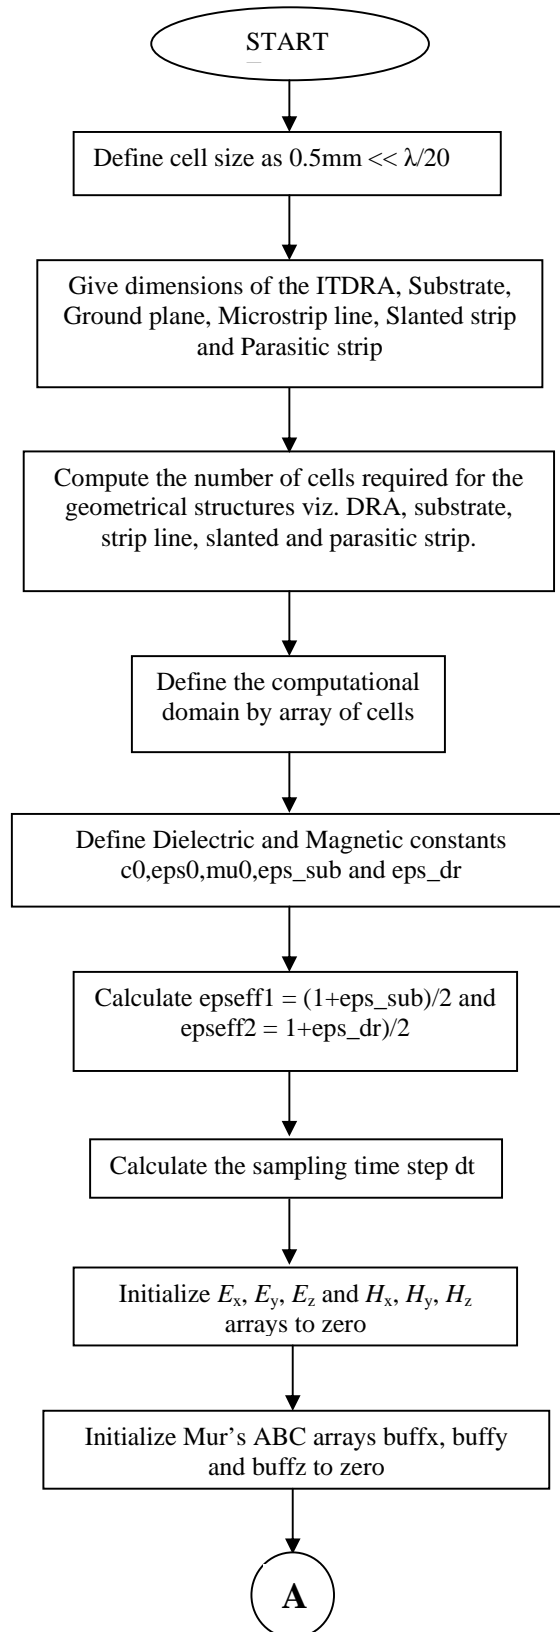 START
Define cell size as 0.5mm << λ/20
Give dimensions of the ITDRA, Substrate,
Ground plane, Microstrip line, Slanted strip
and Parasitic strip
Compute the number of cells required for the
geometrical structures viz. DRA, substrate,
strip line, slanted and parasitic strip.
Define the computational
domain by array of cells
Define Dielectric and Magnetic constants
c0,eps0,mu0,eps_sub and eps_dr
Calculate epseff1 = (1+eps_sub)/2 and
epseff2 = 1+eps_dr)/2
Calculate the sampling time step dt
Initialize Ex, Ey, Ez and Hx, Hy, Hz
arrays to zero
Initialize Mur's ABC arrays buffx, buffy
and buffz to zero
A